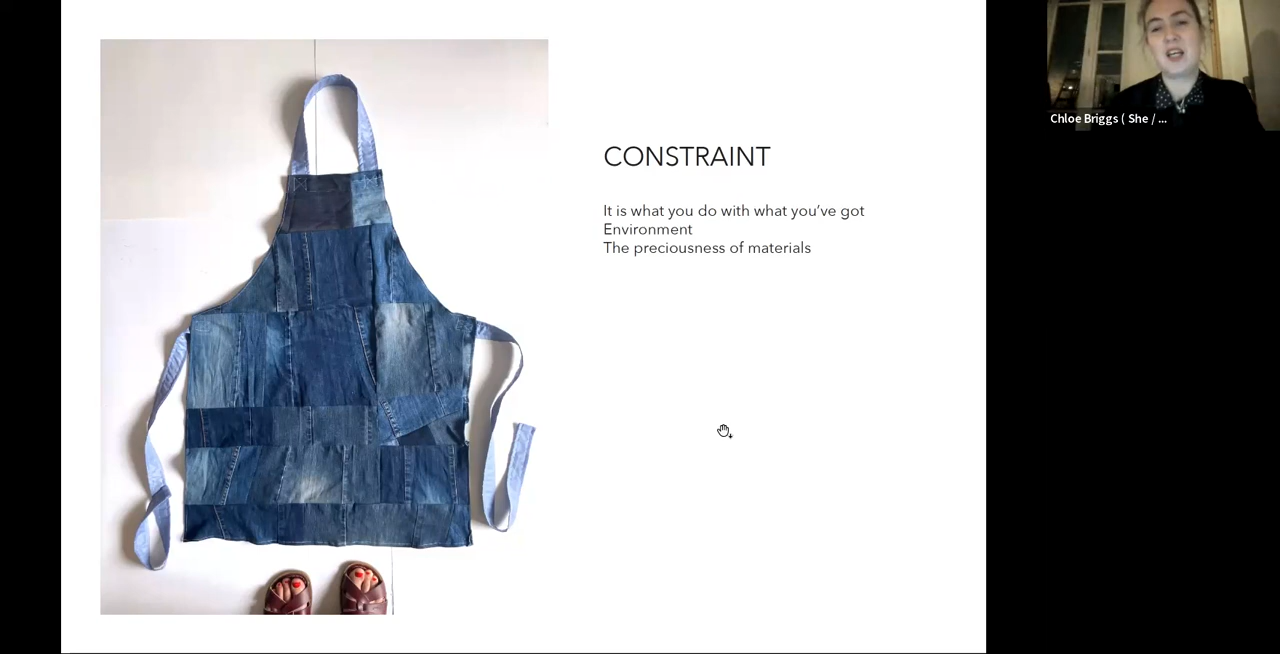 CONSTRAINT
It is what you do with what you’ve got
Environment
The preciousness of materials
Chloe Briggs ( She / ...